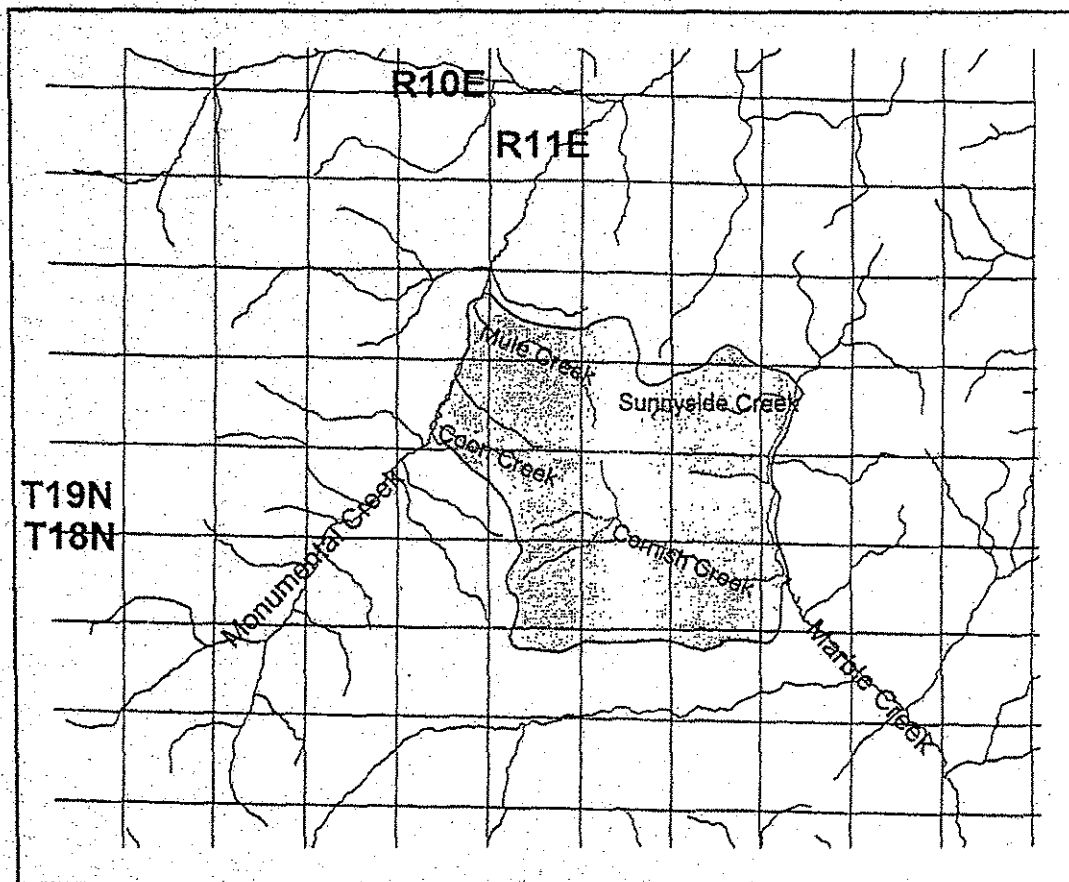 R10E
R11E
Mule Creek
Sunnyside Creek
Coon Creek
T19N
T18N
Monumental Creek
Cornish Creek
Marble Creek